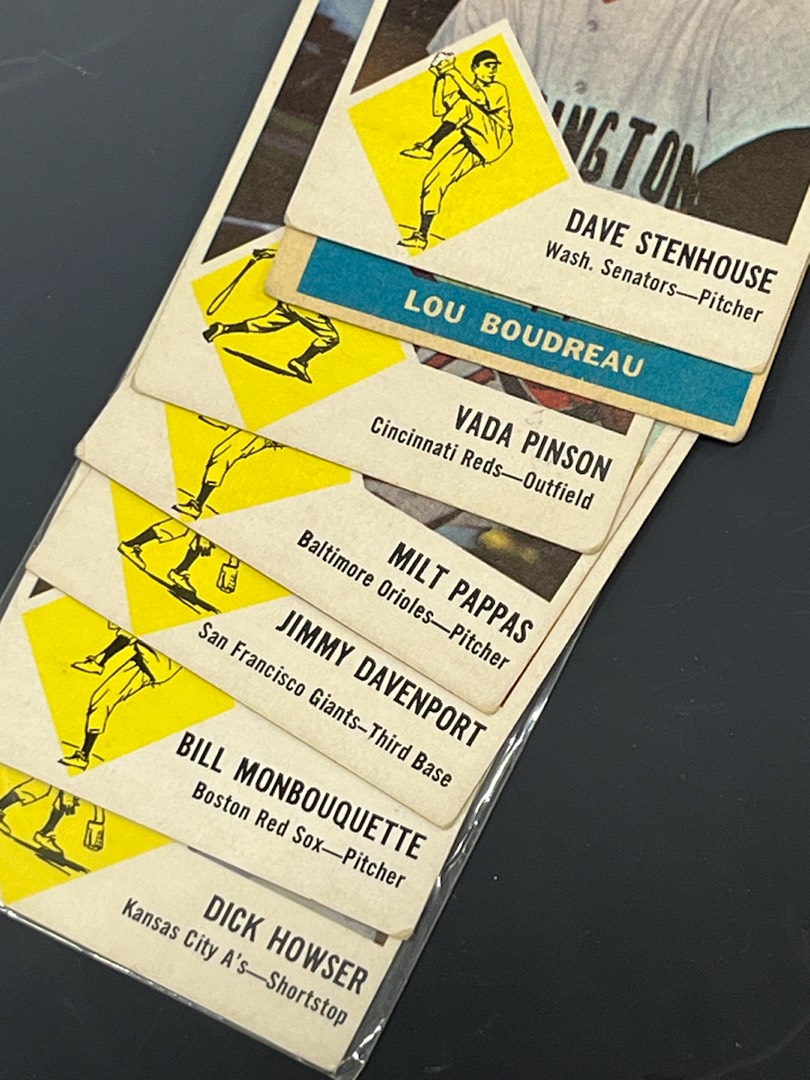 INGTON
DAVE STENHOUSE
Wash. Senators—Pitcher
LOU BOUDREAU
VADA PINSON
Cincinnati Reds—Outfield
MILT PAPPAS
Baltimore Orioles—Pitcher
JIMMY DAVENPORT
San Francisco Giants—Third Base
BILL MONBOUQUETTE
Boston Red Sox—Pitcher
DICK HOWSER
Kansas City A's—Shortstop